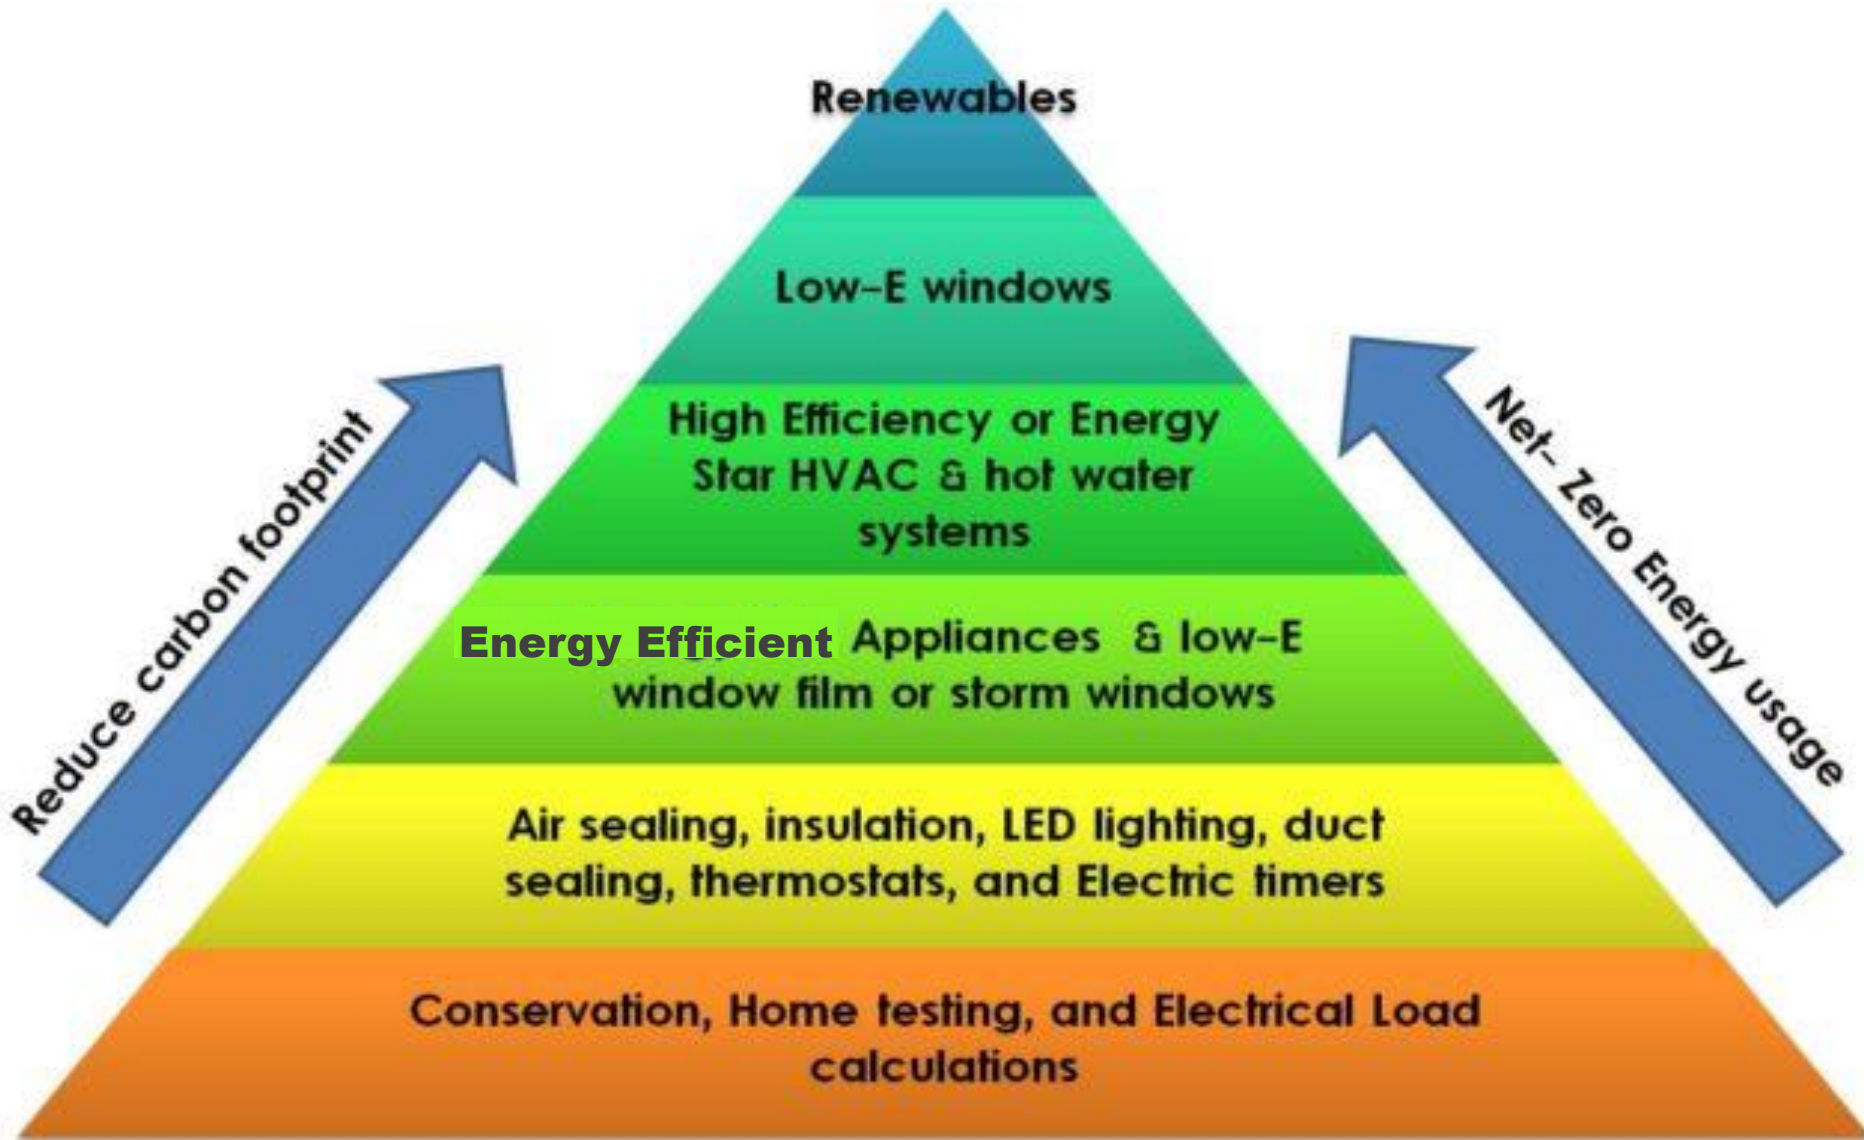 Renewables
Low-E windows
High Efficiency or Energy
Star HVAC & hot water
systems
Energy Efficient Appliances & low-E
window film or storm windows
Air sealing, insulation, LED lighting, duct
sealing, thermostats, and Electric timers
Conservation, Home testing, and Electrical Load
calculations
Reduce carbon footprint
Net- Zero Energy usage